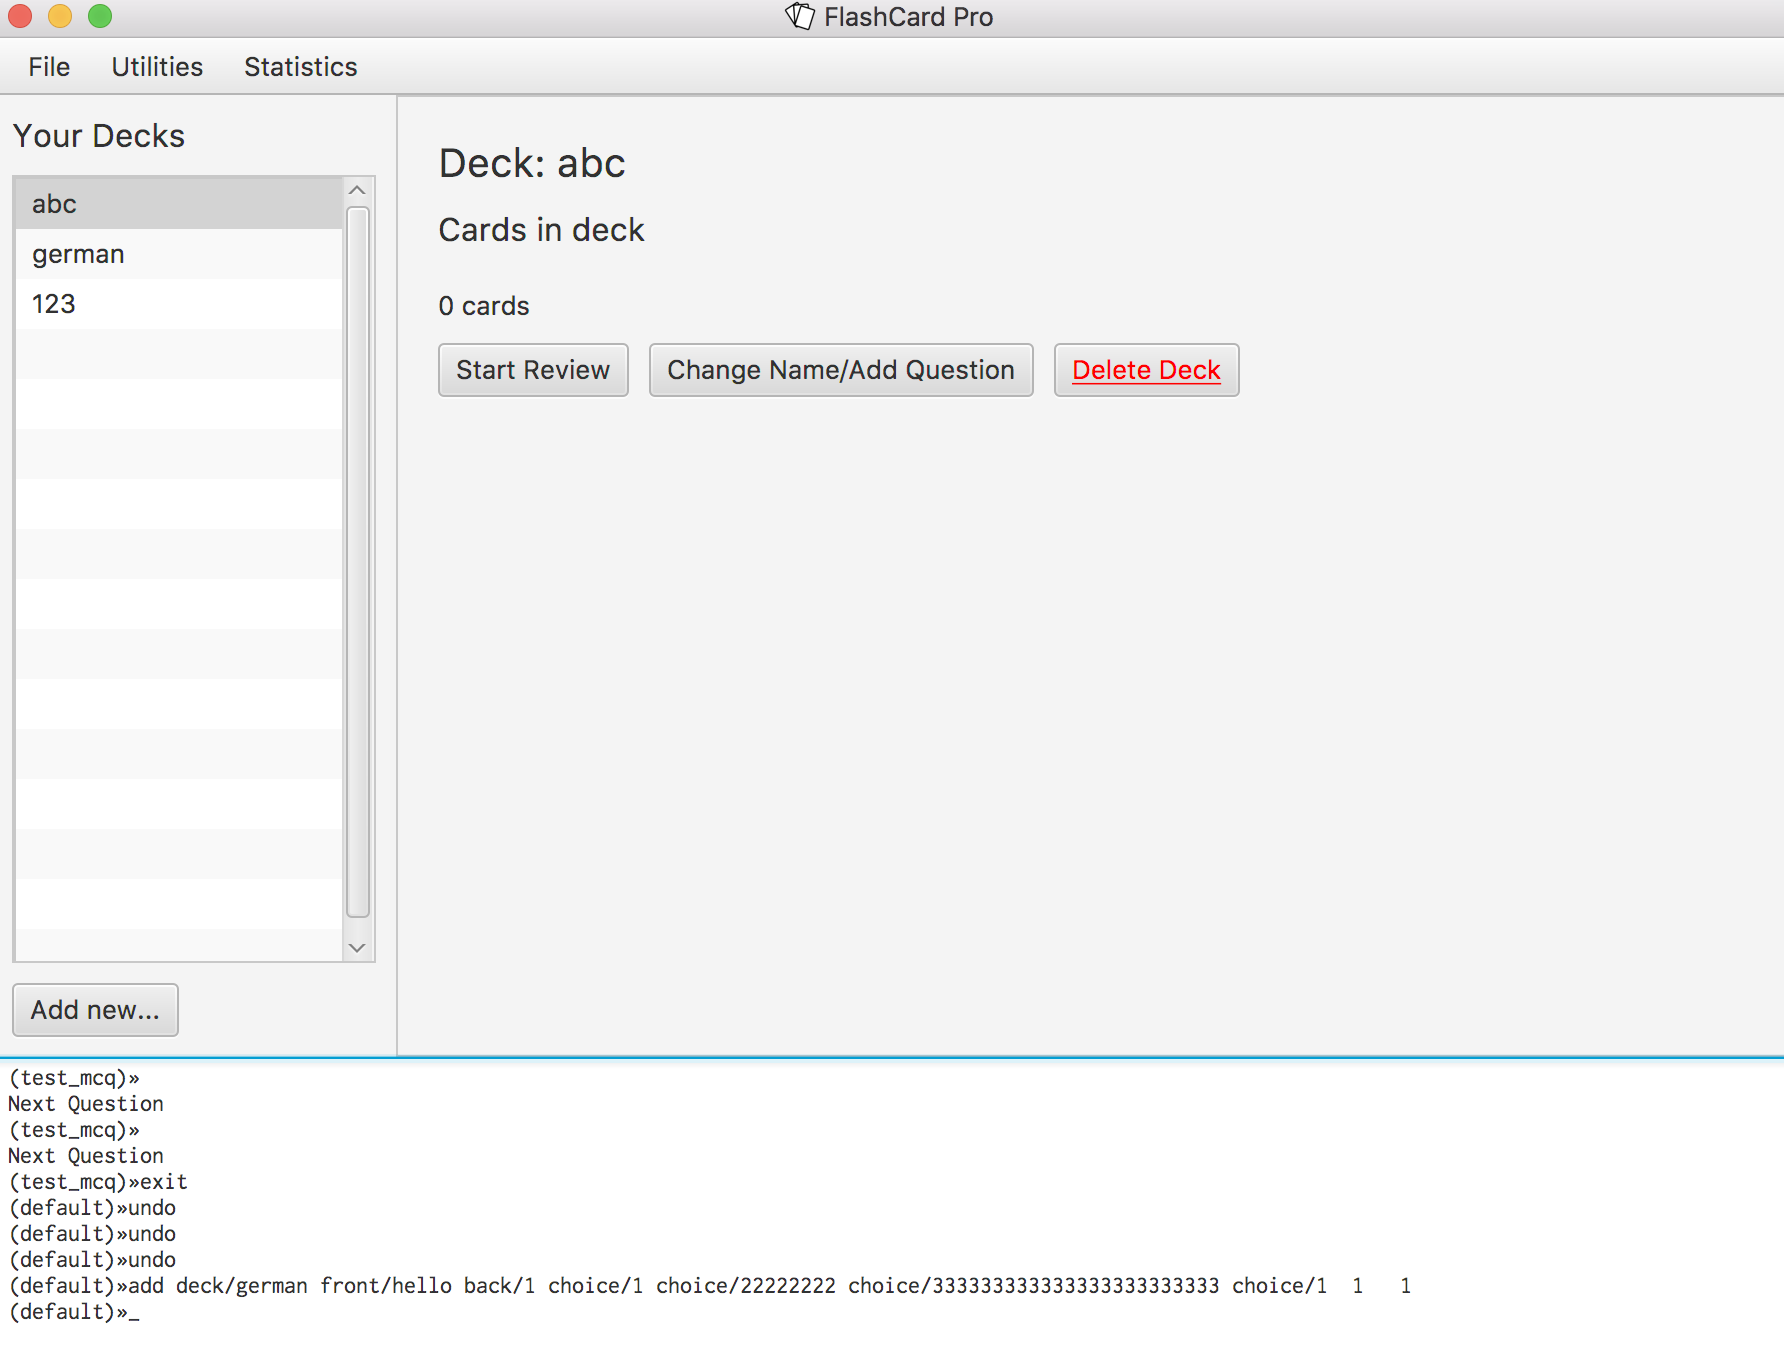 FlashCard Pro
File Utilities Statistics
Your Decks
abc
german
123
Add new...
Deck: abc
Cards in deck
0 cards
Start Review Change Name/Add Question Delete Deck
(test_mcq)»
Next Question
(test_mcq)»
Next Question
(test_mcq)»exit
(default)»undo
(default)»undo
(default)»undo
(default)»add deck/german front/hello back/1 choice/1 choice/22222222 choice/333333333333333333333333 choice/1  1   1
(default)»_